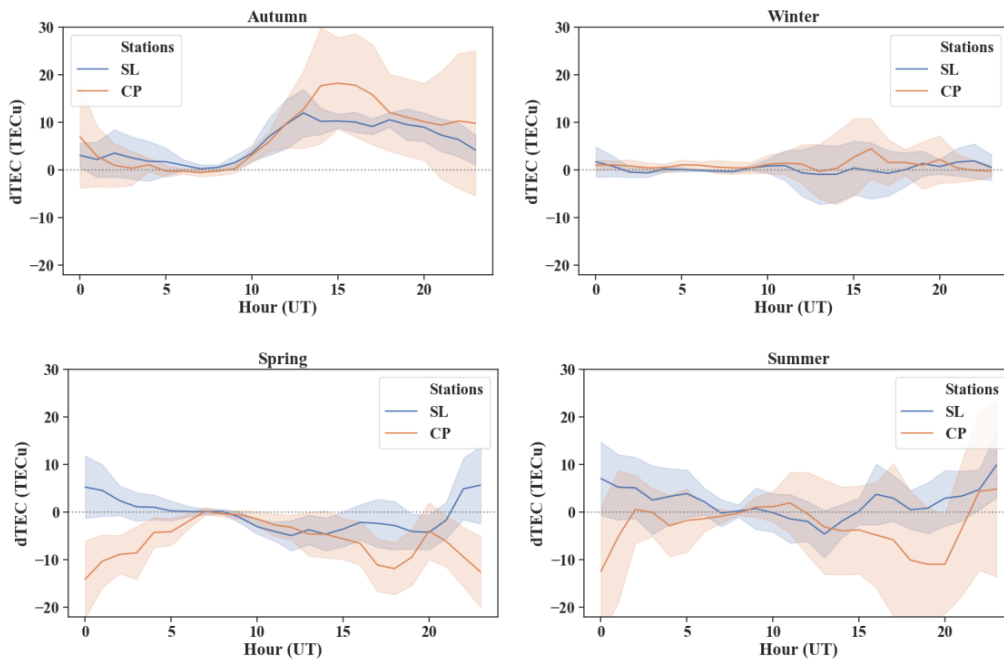 Autumn
30
20
10
0
−10
−20
dTEC (TECu)
Stations
SL
CP
0 5 10 15 20
Hour (UT)
Winter
30
20
10
0
−10
−20
dTEC (TECu)
Stations
SL
CP
0 5 10 15 20
Hour (UT)
Spring
30
20
10
0
−10
−20
dTEC (TECu)
Stations
SL
CP
0 5 10 15 20
Hour (UT)
Summer
30
20
10
0
−10
−20
dTEC (TECu)
Stations
SL
CP
0 5 10 15 20
Hour (UT)